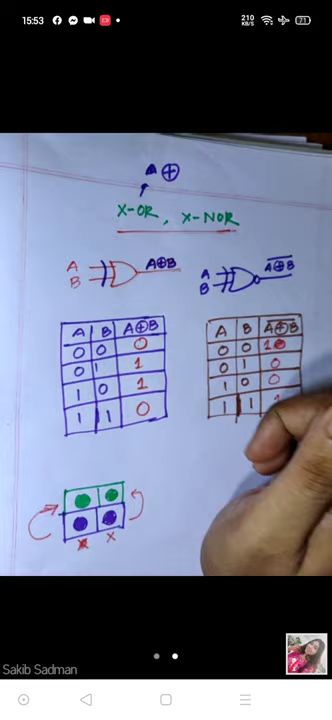 15:53
210
KB/S
71
A ⊕
X-OR, X-NOR
A
B
A⊕B
A
B
A̅⊕̅B̅
A B A⊕B
0 0 0
0 1 1
1 0 1
1 1 0
A B A̅⊕̅B̅
0 0 1
0 1 0
1 0 0
1 1
x
Sakib Sadman